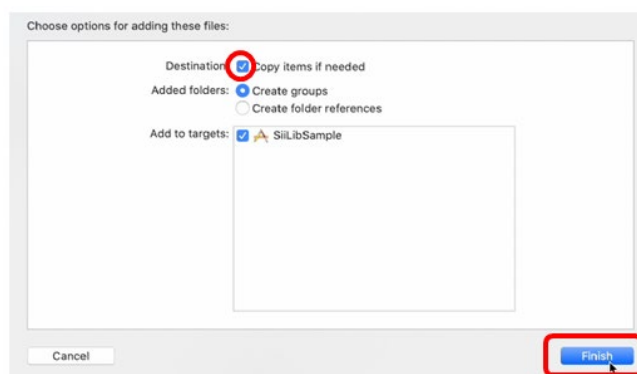 Choose options for adding these files:
Destination: Copy items if needed
Added folders: Create groups
Create folder references
Add to targets: SiiLibSample
Cancel Finish